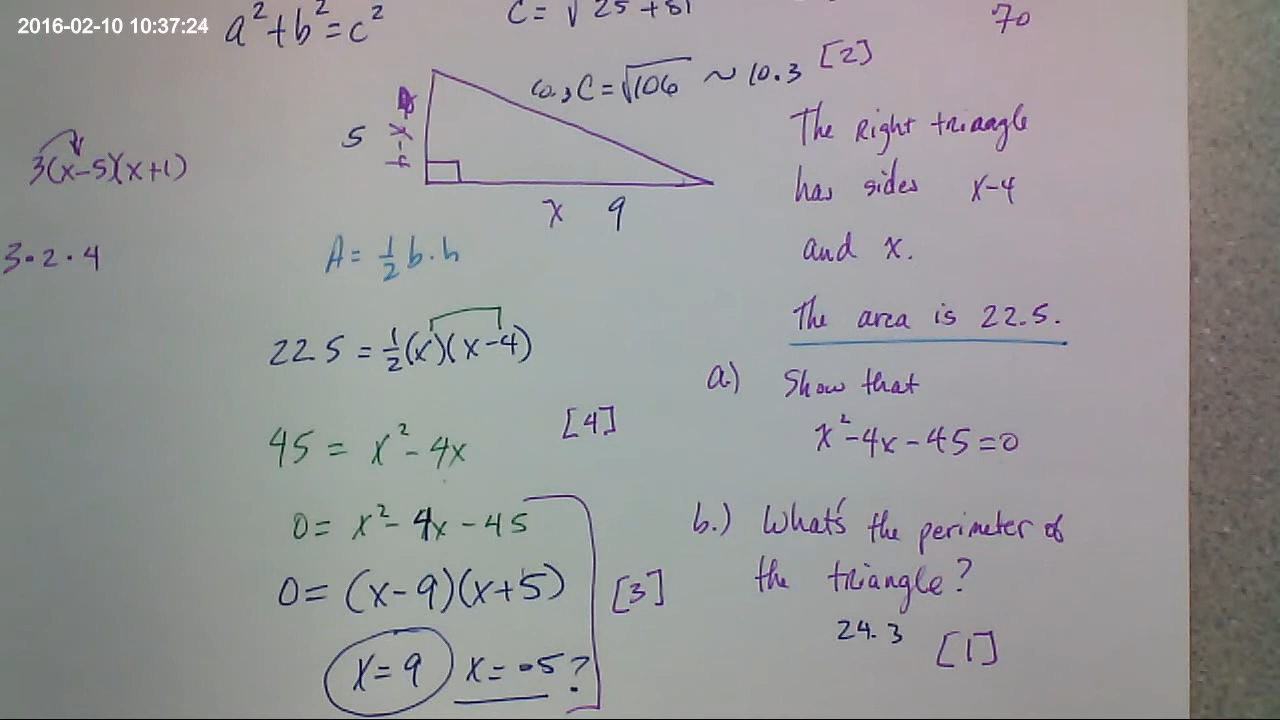 2016-02-10 10:37:24
a²+b²=c²
C = √25+81
70
10.3 C = √106 ~ 10.3 [2]
5 x-4
x 9
3(x-5)(x+1)
3·2·4
A = 1/2 b·h
22.5 = 1/2(x)(x-4)
45 = x²-4x
[4]
0 = x²-4x-45
0 = (x-9)(x+5)
[3]
x=9 x=-5?
The Right triangle
has sides x-4
and x.
The area is 22.5.
a) Show that
x²-4x-45=0
b.) What's the perimeter of
the triangle?
24.3 [1]